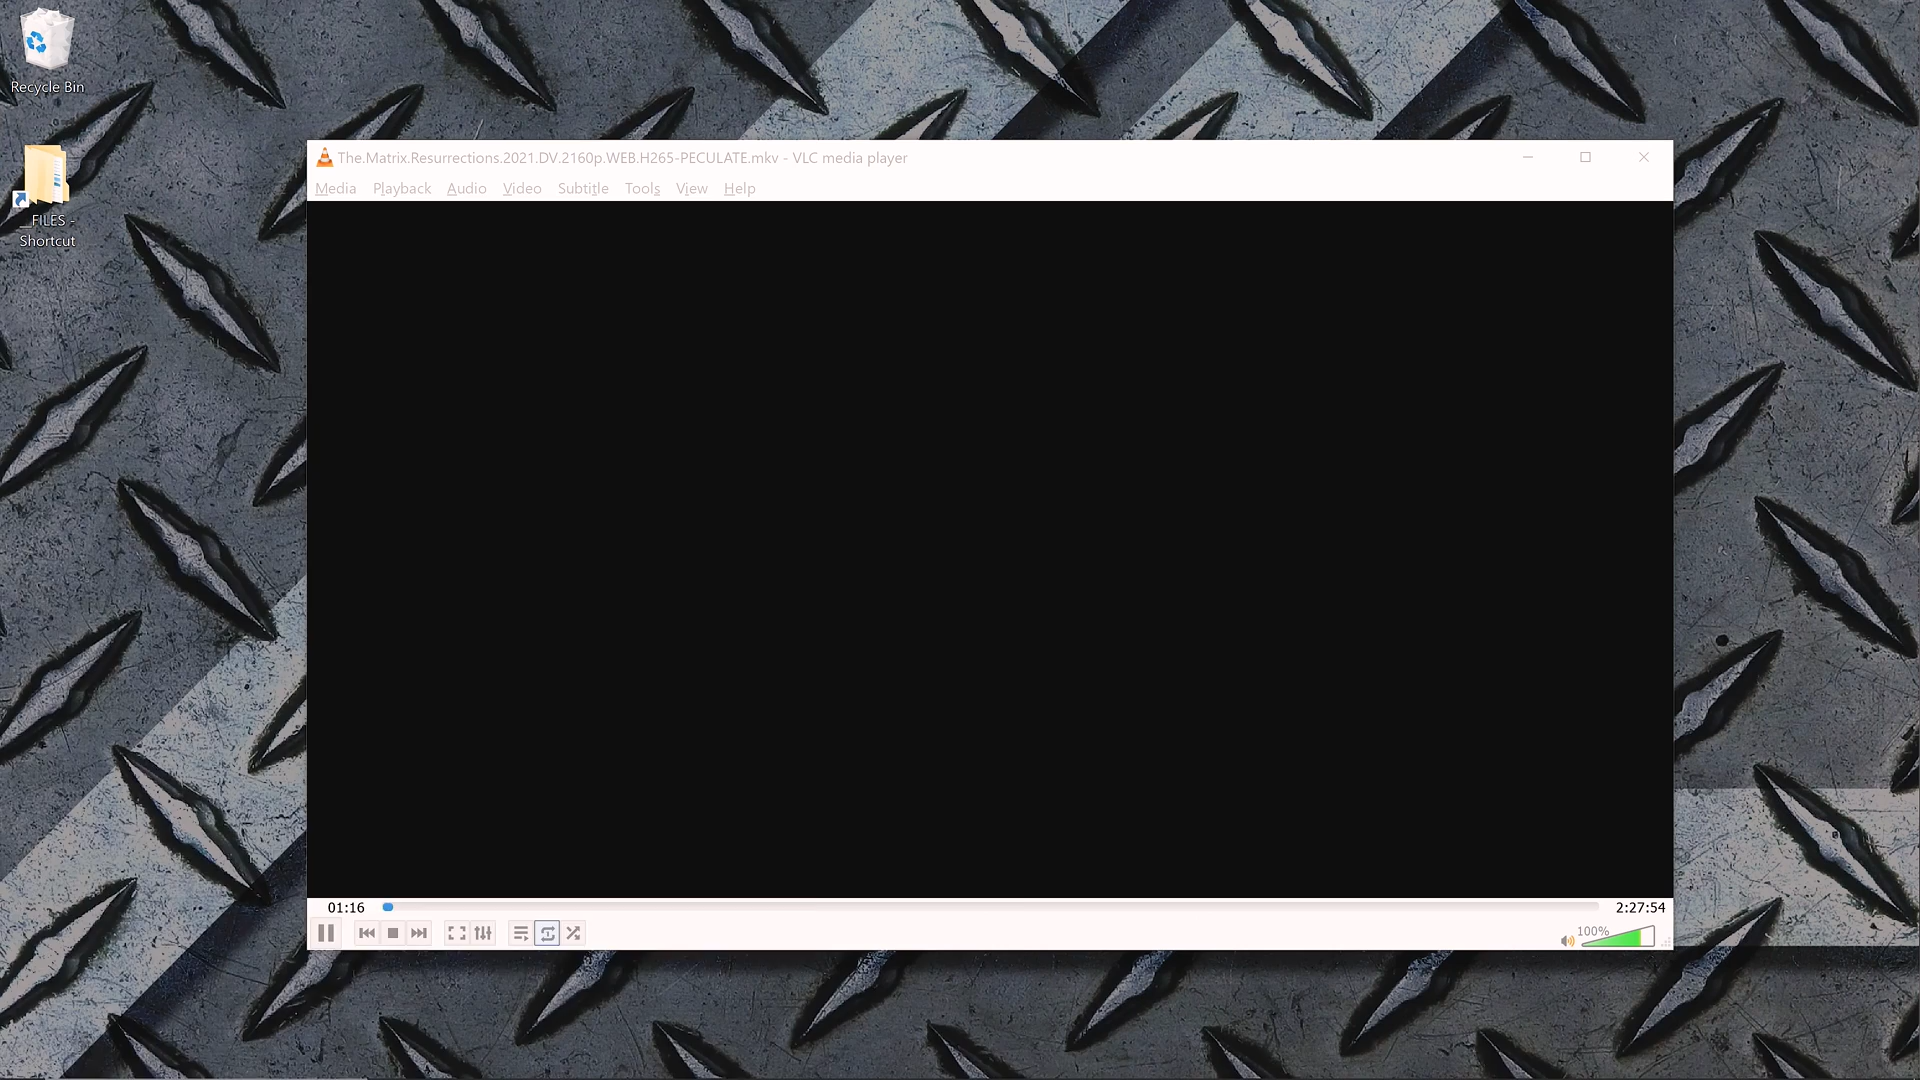 Recycle Bin
__FILES -
Shortcut
The.Matrix.Resurrections.2021.DV.2160p.WEB.H265-PECULATE.mkv - VLC media player
Media Playback Audio Video Subtitle Tools View Help
01:16 2:27:54
100%